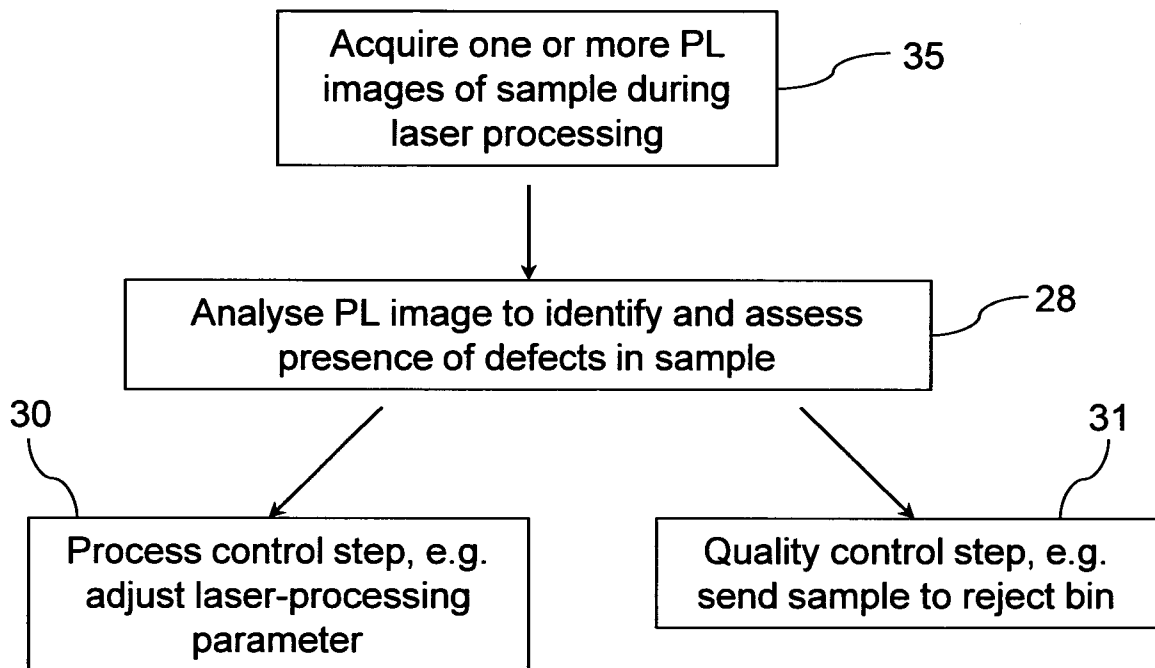 Acquire one or more PL
images of sample during
laser processing
35
Analyse PL image to identify and assess
presence of defects in sample
28
30
Process control step, e.g.
adjust laser-processing
parameter
31
Quality control step, e.g.
send sample to reject bin